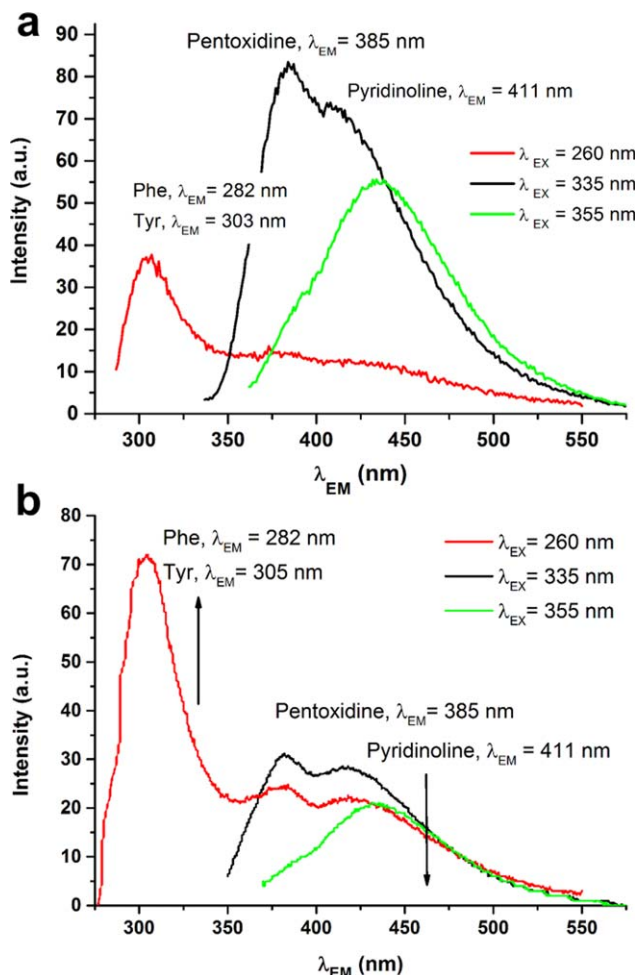 a
Pentoxidine, λEM= 385 nm
Pyridinoline, λEM = 411 nm
Phe, λEM = 282 nm
Tyr, λEM = 303 nm
λ EX = 260 nm
λ EX = 335 nm
λ EX = 355 nm
Intensity (a.u.)
90
80
70
60
50
40
30
20
10
0
300 350 400 450 500 550
λEM (nm)
b
Phe, λEM = 282 nm
Tyr, λEM = 305 nm
λEX = 260 nm
λEX = 335 nm
λEX = 355 nm
Pentoxidine, λEM= 385 nm
Pyridinoline, λEM = 411 nm
Intensity (a.u.)
80
70
60
50
40
30
20
10
0
300 350 400 450 500 550
λEM (nm)